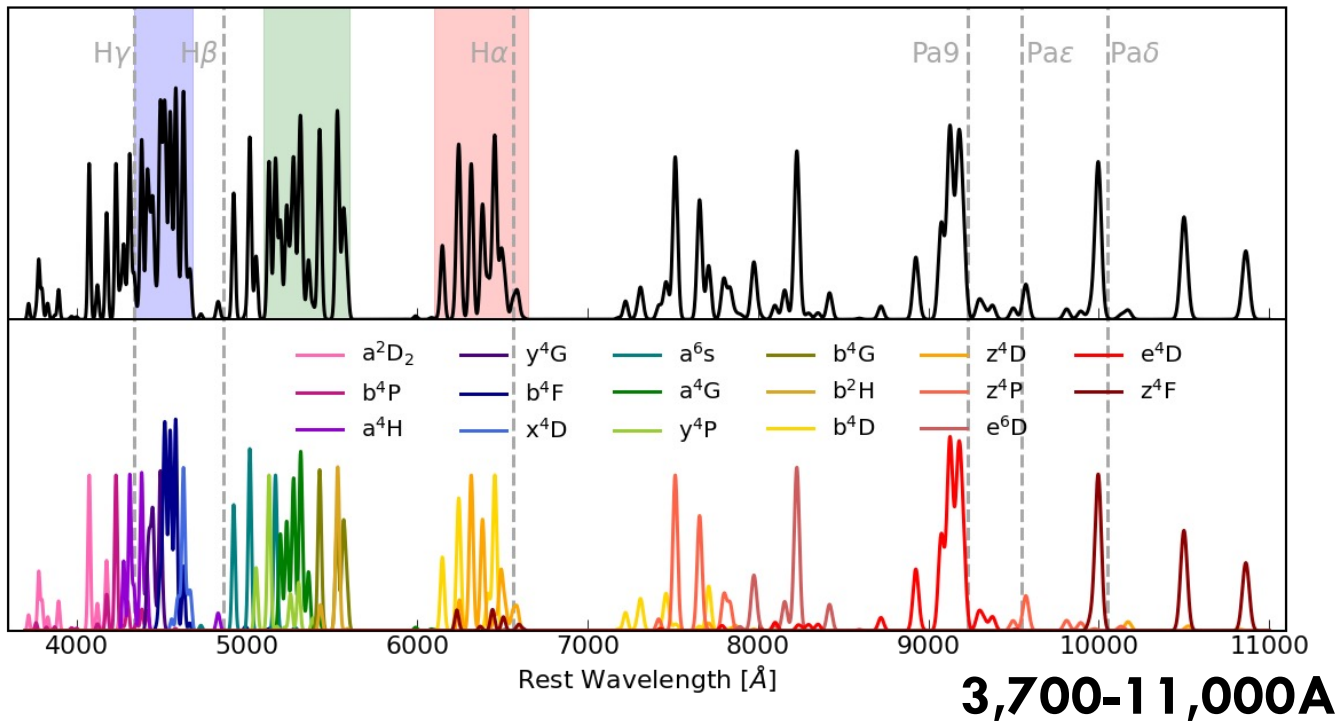 Hγ Hβ Hα Pa9 Paε Paδ
a²D₂ y⁴G a⁶s b⁴G z⁴D e⁴D
b⁴P b⁴F a⁴G b²H z⁴P z⁴F
a⁴H x⁴D y⁴P b⁴D e⁶D
4000 5000 6000 7000 8000 9000 10000 11000
Rest Wavelength [Å]
3,700-11,000A